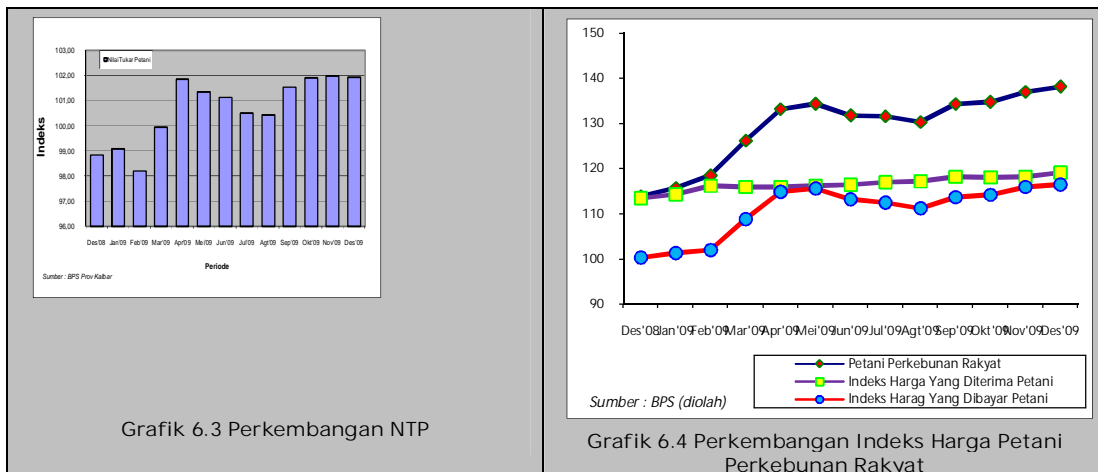 103,00
102,00
101,00
100,00
99,00
98,00
97,00
96,00
Indeks
NilaiTukar Petani
Des'08 Jan'09 Feb'09 Mar'09 Apr'09 Mei'09 Jun'09 Jul'09 Agt'09 Sep'09 Okt'09 Nov'09 Des'09
Periode
Sumber : BPS Prov Kalbar
Grafik 6.3 Perkembangan NTP
150
140
130
120
110
100
90
Des'08 Jan'09 Feb'09 Mar'09 Apr'09 Mei'09 Jun'09 Jul'09 Agt'09 Sep'09 Okt'09 Nov'09 Des'09
Petani Perkebunan Rakyat
Indeks Harga Yang Diterima Petani
Indeks Harag Yang Dibayar Petani
Sumber : BPS (diolah)
Grafik 6.4 Perkembangan Indeks Harga Petani
Perkebunan Rakyat